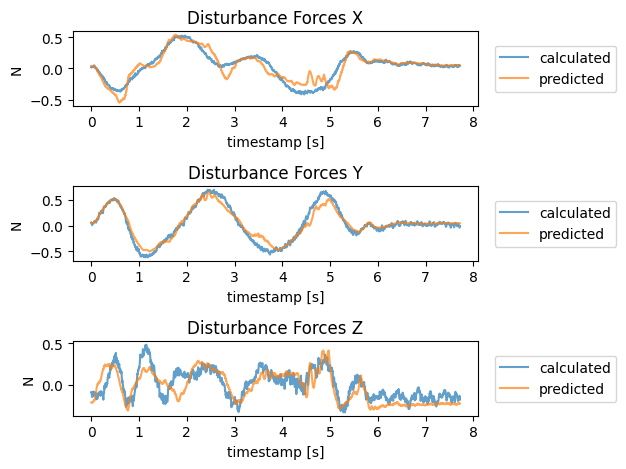 Disturbance Forces X
0.5
0.0
−0.5
N
0 1 2 3 4 5 6 7 8
timestamp [s]
calculated
predicted
Disturbance Forces Y
0.5
0.0
−0.5
N
0 1 2 3 4 5 6 7 8
timestamp [s]
calculated
predicted
Disturbance Forces Z
0.5
0.0
N
0 1 2 3 4 5 6 7 8
timestamp [s]
calculated
predicted